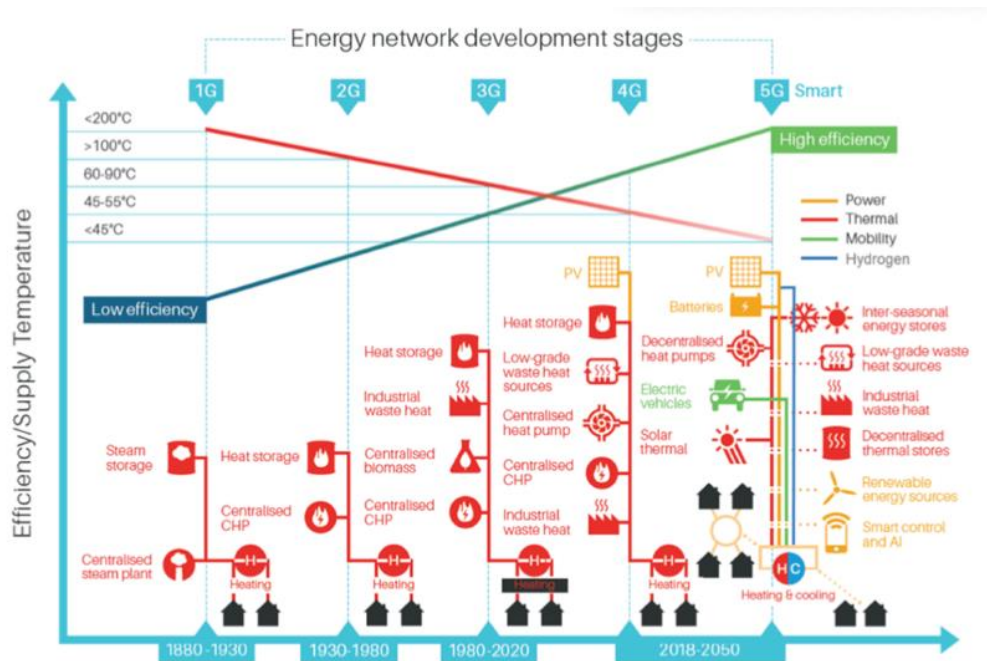 Energy network development stages
1G
2G
3G
4G
5G
Smart
<200°C
>100°C
60-90°C
45-55°C
<45°C
Efficiency/Supply Temperature
Low efficiency
High efficiency
Power
Thermal
Mobility
Hydrogen
Steam
storage
Centralised
steam plant
H
Heating
Heat storage
Centralised
CHP
H
Heating
Heat storage
Industrial
waste heat
Centralised
biomass
Centralised
CHP
H
Heating
PV
Heat storage
Low-grade
waste heat
sources
Centralised
heat pump
Centralised
CHP
Industrial
waste heat
H
Heating
PV
Batteries
Decentralised
heat pumps
Electric
vehicles
Solar
thermal
Inter-seasonal
energy stores
Low-grade waste
heat sources
Industrial
waste heat
Decentralised
thermal stores
Renewable
energy sources
Smart control
and AI
H C
Heating & cooling
1880-1930
1930-1980
1980-2020
2018-2050